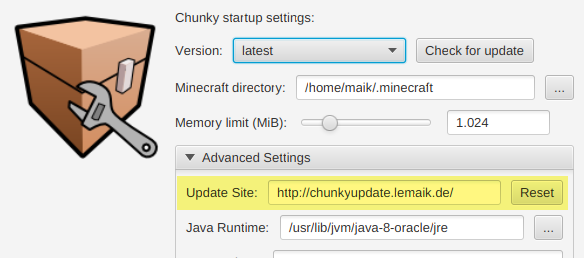 Chunky startup settings:
Version: latest Check for update
Minecraft directory: /home/maik/.minecraft ...
Memory limit (MiB): 1.024
Advanced Settings
Update Site: http://chunkyupdate.lemaik.de/ Reset
Java Runtime: /usr/lib/jvm/java-8-oracle/jre ...